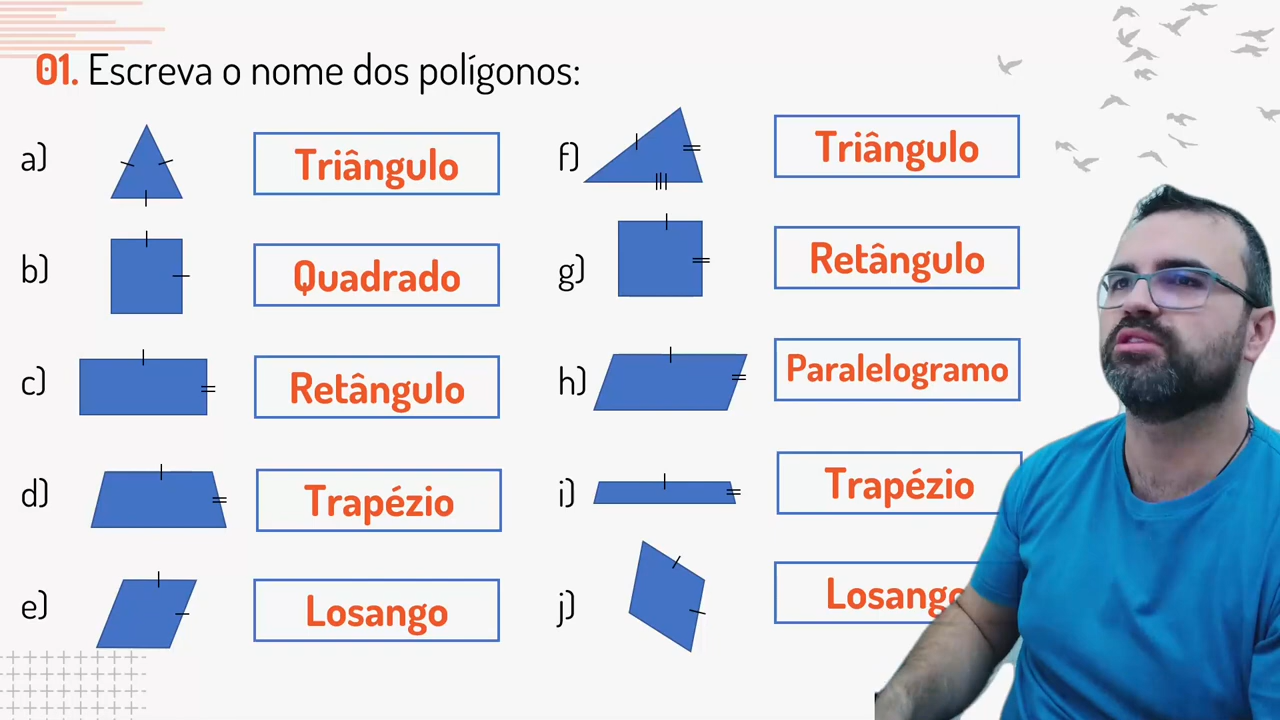 01. Escreva o nome dos polígonos:
a) Triângulo
b) Quadrado
c) Retângulo
d) Trapézio
e) Losango
f) Triângulo
g) Retângulo
h) Paralelogramo
i) Trapézio
j) Losango